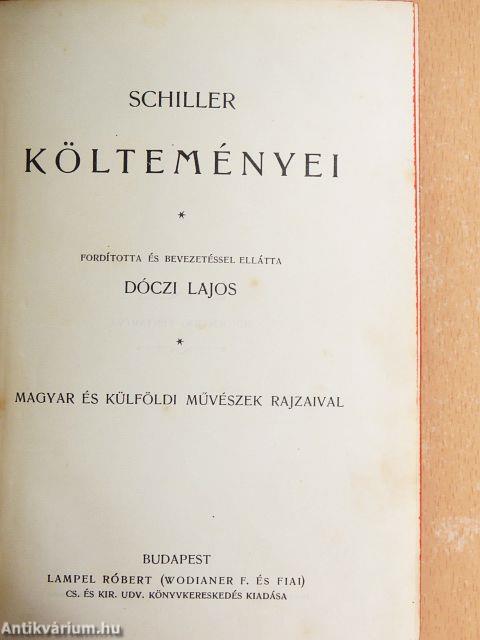 SCHILLER
KÖLTEMÉNYEI
*
FORDÍTOTTA ÉS BEVEZETÉSSEL ELLÁTTA
DÓCZI LAJOS
*
MAGYAR ÉS KÜLFÖLDI MŰVÉSZEK RAJZAIVAL
BUDAPEST
LAMPEL RÓBERT (WODIANER F. ÉS FIAI)
CS. ÉS KIR. UDV. KÖNYVKERESKEDÉS KIADÁSA
Antikvárium.hu